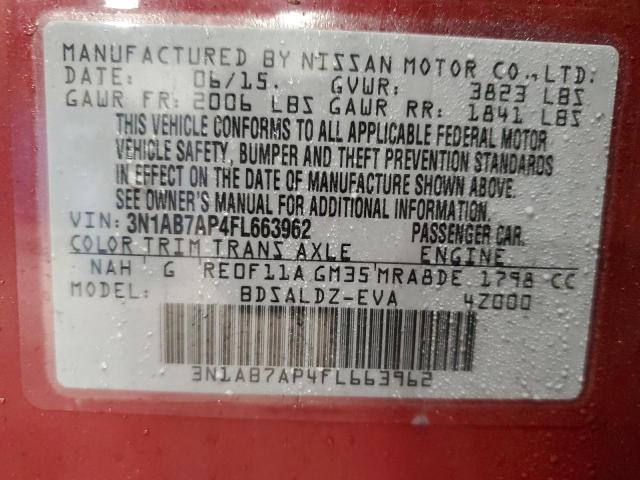 MANUFACTURED BY NISSAN MOTOR CO.,LTD.
DATE: 06/15. GVWR: 3823 LBS
GAWR FR: 2006 LBS GAWR RR: 1841 LBS
THIS VEHICLE CONFORMS TO ALL APPLICABLE FEDERAL MOTOR
VEHICLE SAFETY, BUMPER AND THEFT PREVENTION STANDARDS
IN EFFECT ON THE DATE OF MANUFACTURE SHOWN ABOVE.
SEE OWNER'S MANUAL FOR ADDITIONAL INFORMATION.
VIN: 3N1AB7AP4FL663962 PASSENGER CAR.
COLOR TRIM TRANS AXLE ENGINE
NAH G RE0F11A GM35 MRA8DE 1798 CC
MODEL: BDSALDZ-EVA 4Z000
3N1AB7AP4FL663962